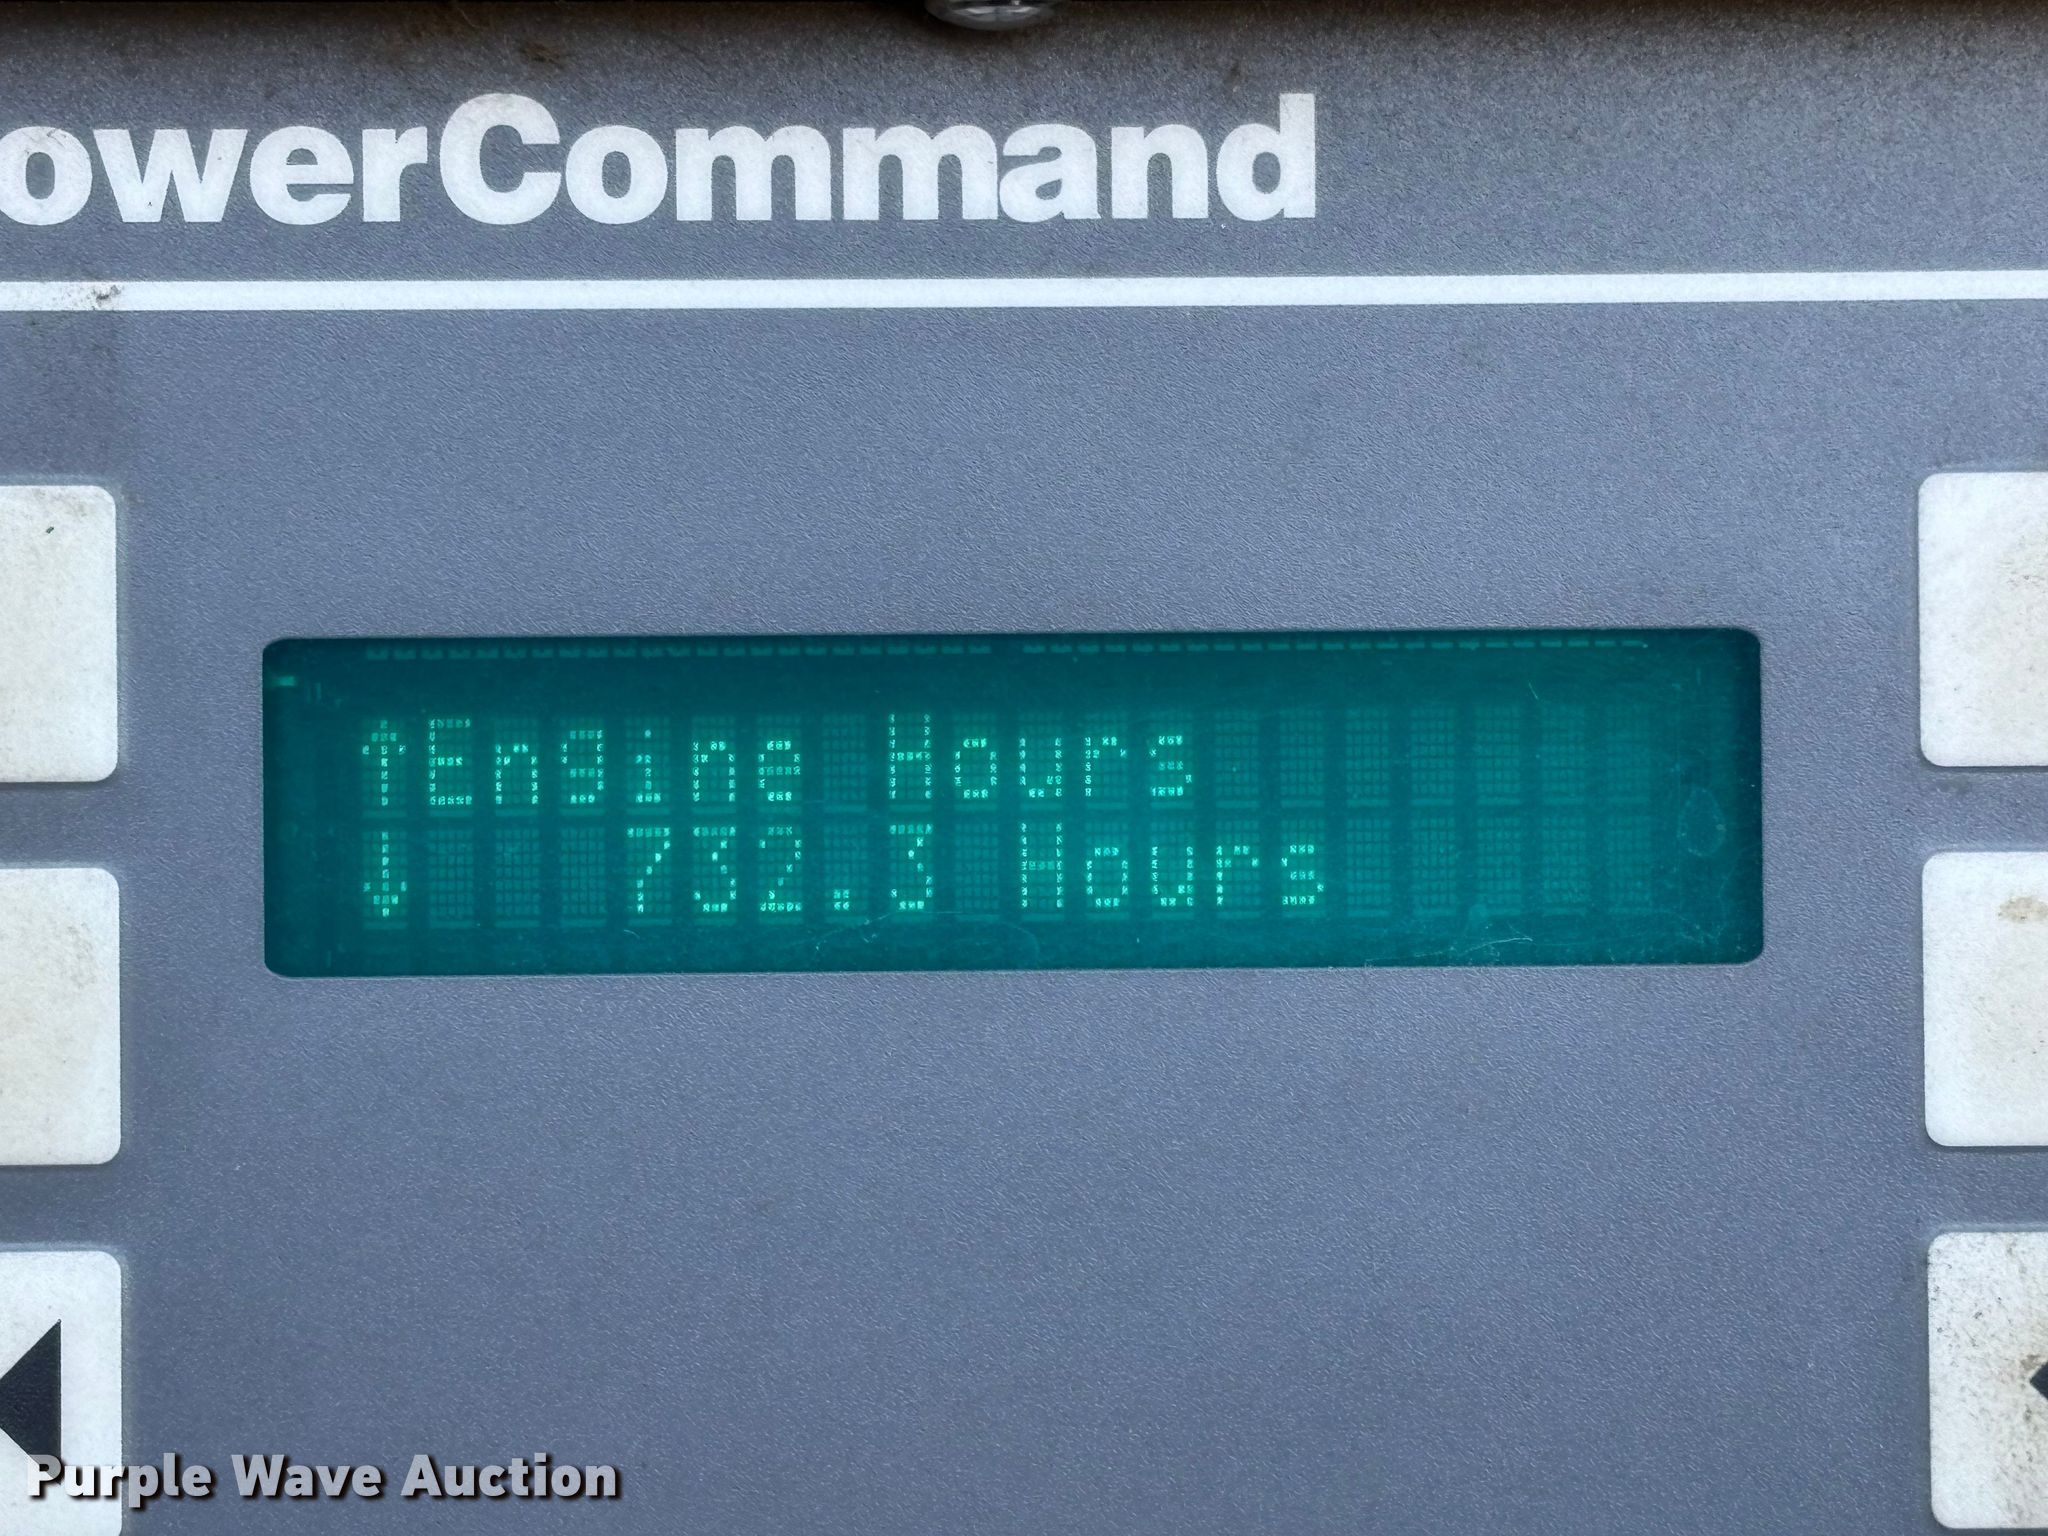 owerCommand
↑Engine Hours
↓ 732.3 Hours
Purple Wave Auction